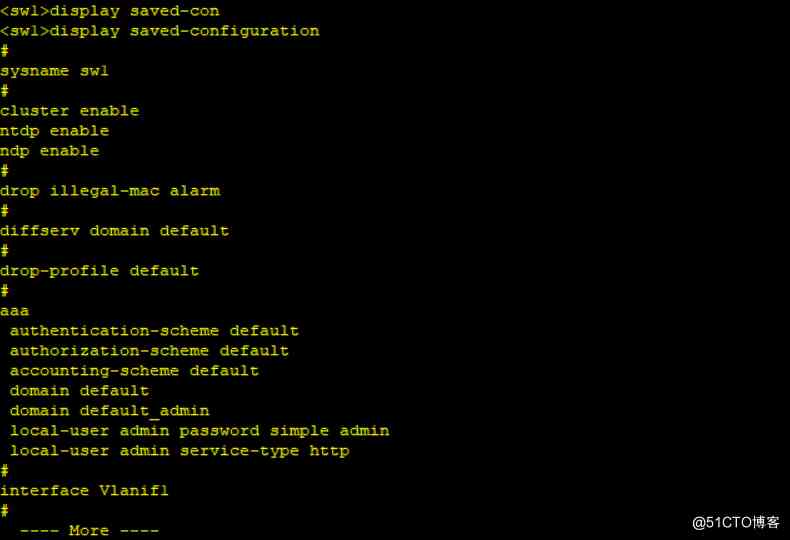 <sw1>display saved-con
<sw1>display saved-configuration
#
sysname sw1
#
cluster enable
ntdp enable
ndp enable
#
drop illegal-mac alarm
#
diffserv domain default
#
drop-profile default
#
aaa
 authentication-scheme default
 authorization-scheme default
 accounting-scheme default
 domain default
 domain default_admin
 local-user admin password simple admin
 local-user admin service-type http
#
interface Vlanif1
#
  ---- More ----
@51CTO博客